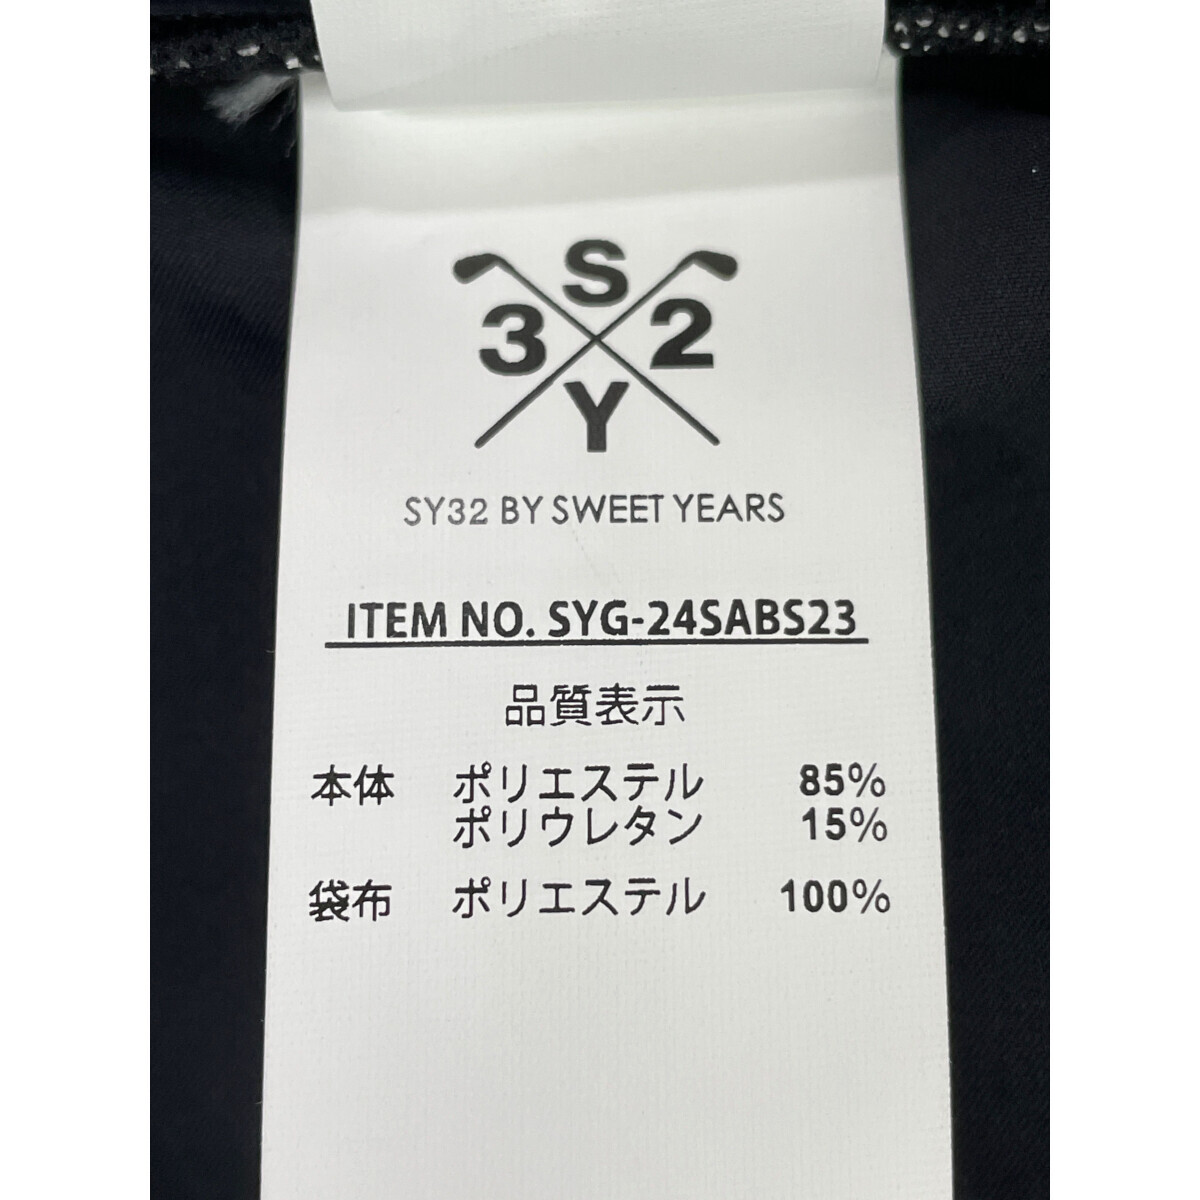 S
3 2
Y
SY32 BY SWEET YEARS
ITEM NO. SYG-24SABS23
品質表示
本体 ポリエステル 85%
ポリウレタン 15%
袋布 ポリエステル 100%